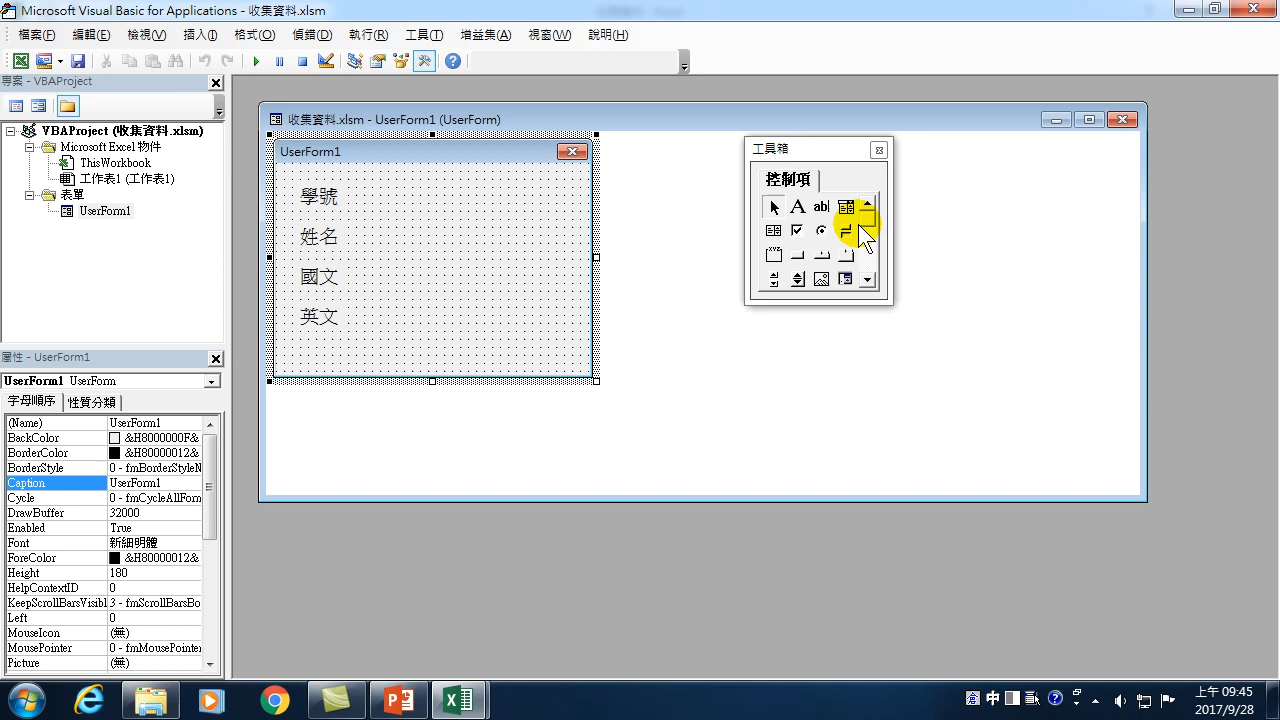 Microsoft Visual Basic for Applications - 收集資料.xlsm
檔案(F) 編輯(E) 檢視(V) 插入(I) 格式(O) 偵錯(D) 執行(R) 工具(T) 增益集(A) 視窗(W) 說明(H)
專案 - VBAProject
VBAProject (收集資料.xlsm)
Microsoft Excel 物件
ThisWorkbook
工作表1 (工作表1)
表單
UserForm1
屬性 - UserForm1
UserForm1 UserForm
字母順序 性質分類
(Name) UserForm1
BackColor &H8000000F&
BorderColor &H80000012&
BorderStyle 0 - fmBorderStyleN
Caption UserForm1
Cycle 0 - fmCycleAllForm
DrawBuffer 32000
Enabled True
Font 新細明體
ForeColor &H80000012&
Height 180
HelpContextID 0
KeepScrollBarsVisibl 3 - fmScrollBarsBo
Left 0
MouseIcon (無)
MousePointer 0 - fmMousePointer
Picture (無)
收集資料.xlsm - UserForm1 (UserForm)
UserForm1
學號
姓名
國文
英文
工具箱
控制項
A ab
中
上午 09:45
2017/9/28